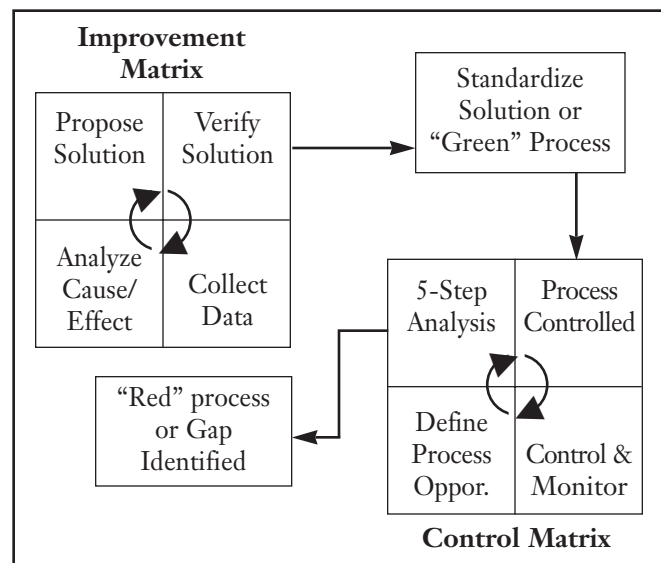 Improvement
Matrix
Propose
Solution
Verify
Solution
Analyze
Cause/
Effect
Collect
Data
Standardize
Solution or
“Green” Process
5-Step
Analysis
Process
Controlled
Define
Process
Oppor.
Control &
Monitor
Control Matrix
“Red” process
or Gap
Identified